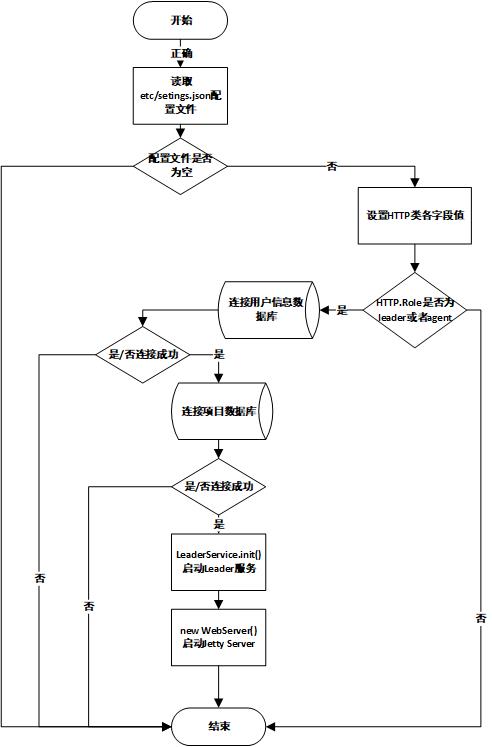 开始
正确
读取
etc/setings.json配
置文件
配置文件是否
为空
否
设置HTTP类各字段值
HTTP.Role是否为
leader或者agent
是
连接用户信息数
据库
是/否连接成功
是
连接项目数据库
是/否连接成功
是
LeaderService.init()
启动Leader服务
否
否
否
new WebServer()
启动Jetty Server
结束